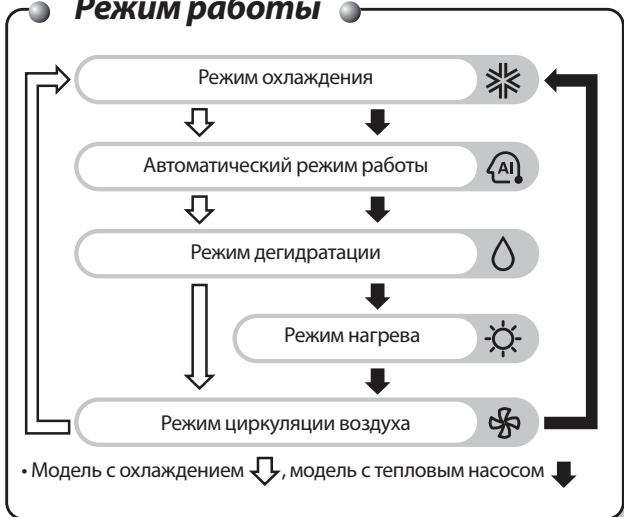 Режим работы
Режим охлаждения
Автоматический режим работы
AI
Режим дегидратации
Режим нагрева
Режим циркуляции воздуха
• Модель с охлаждением, модель с тепловым насосом